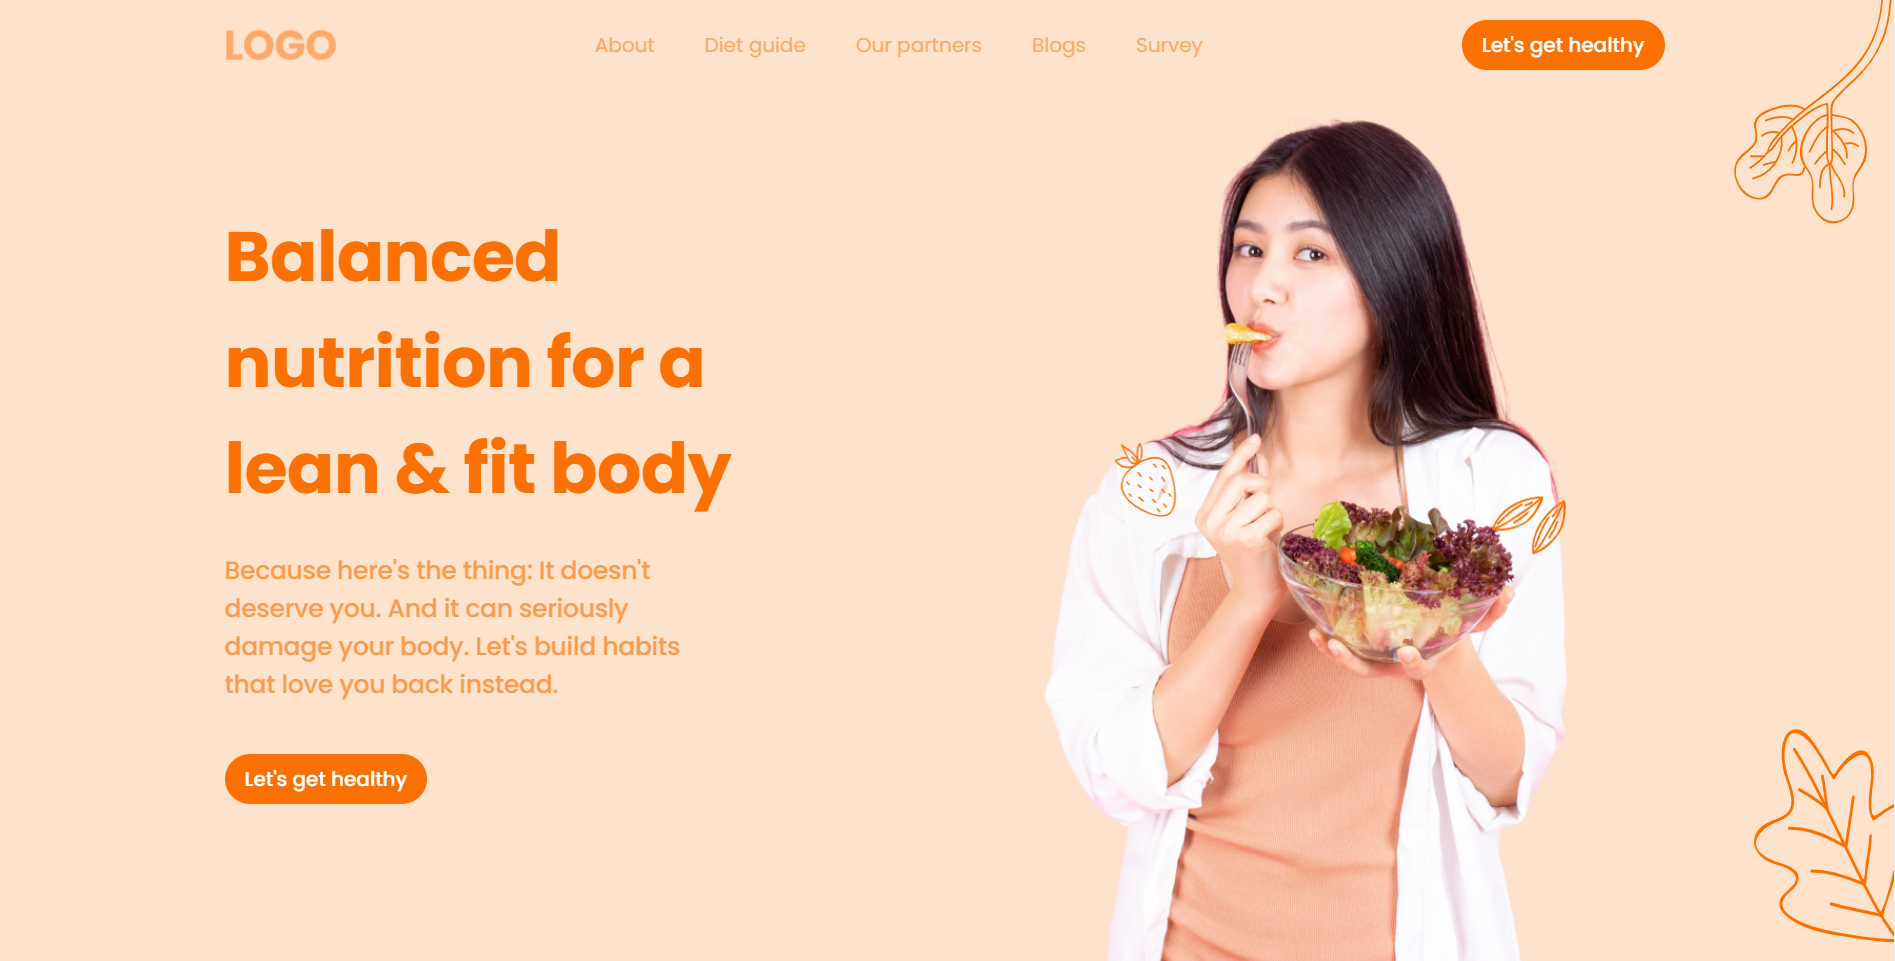 LOGO
About
Diet guide
Our partners
Blogs
Survey
Let's get healthy
Balanced
nutrition for a
lean & fit body
Because here's the thing: It doesn't
deserve you. And it can seriously
damage your body. Let's build habits
that love you back instead.
Let's get healthy